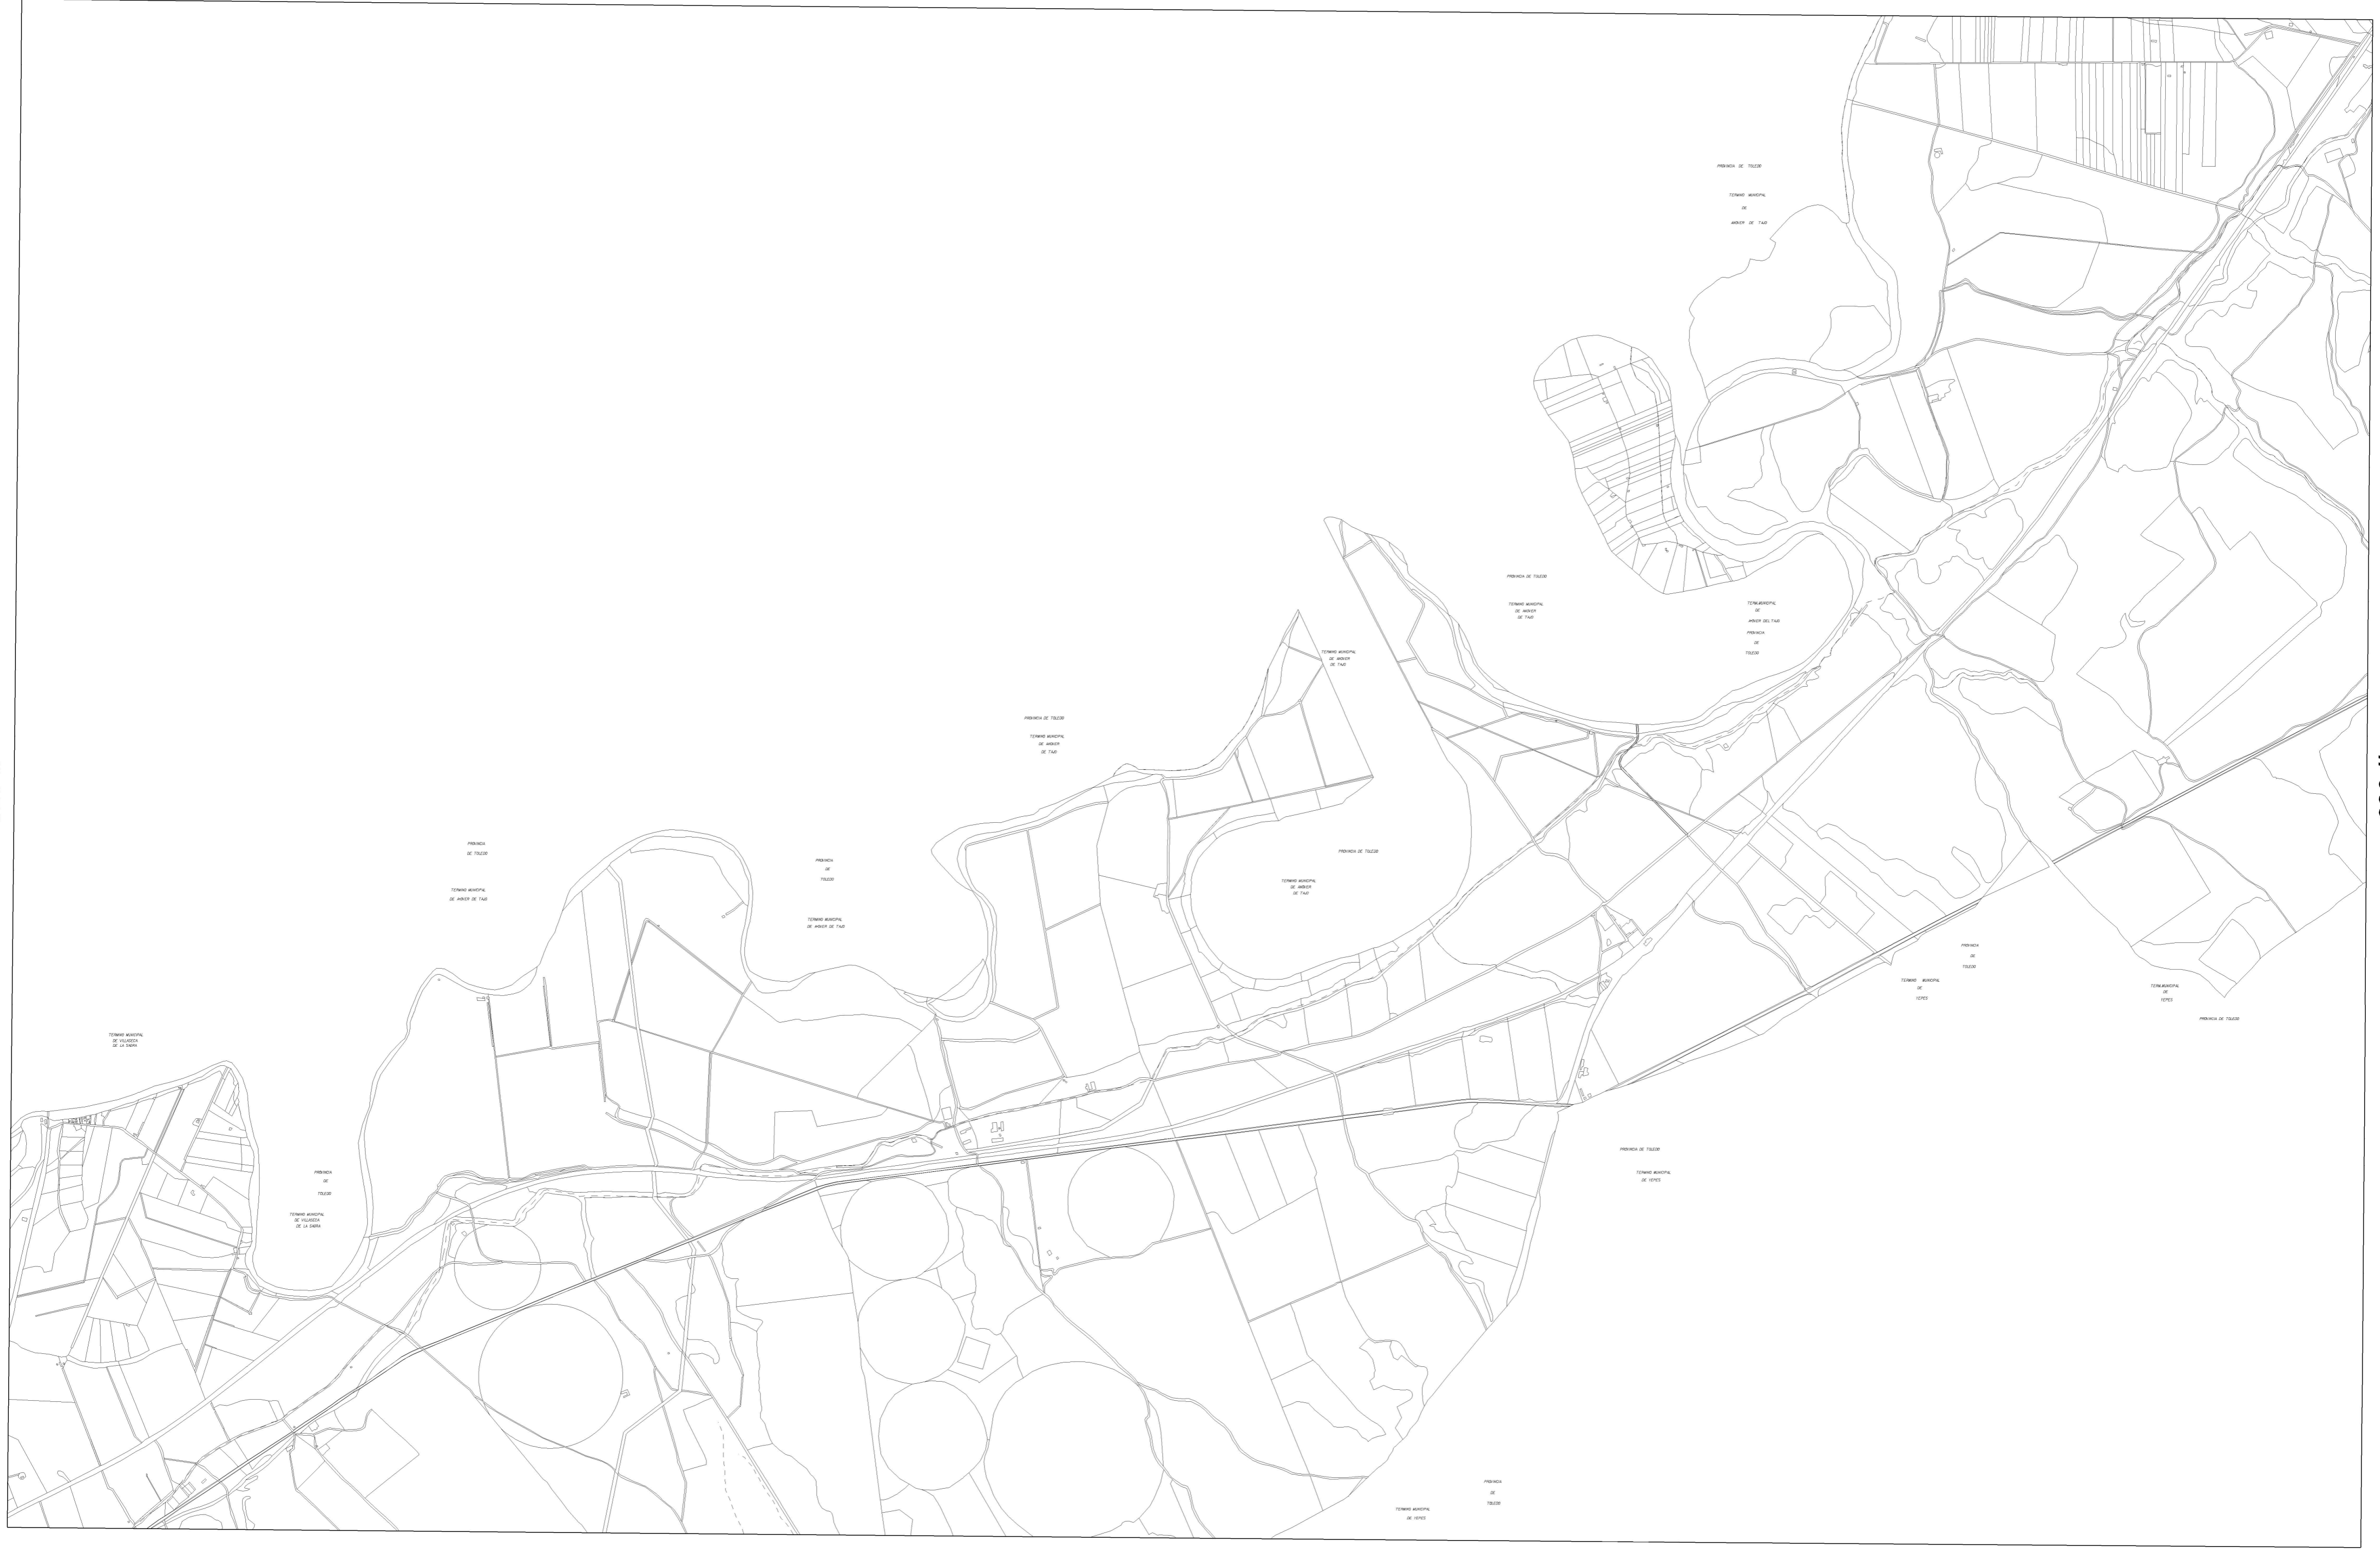 PROVINCIA DE TOLEDO
TERMINO MUNICIPAL
DE
AÑOVER DE TAJO
PROVINCIA DE TOLEDO
TERMINO MUNICIPAL
DE AÑOVER
DE TAJO
TERM.MUNICIPAL
DE
AÑOVER DEL TAJO
PROVINCIA
DE
TOLEDO
TERMINO MUNICIPAL
DE AÑOVER
DE TAJO
PROVINCIA DE TOLEDO
TERMINO MUNICIPAL
DE AÑOVER
DE TAJO
PROVINCIA
DE TOLEDO
TERMINO MUNICIPAL
DE AÑOVER DE TAJO
PROVINCIA
DE
TOLEDO
TERMINO MUNICIPAL
DE AÑOVER DE TAJO
PROVINCIA DE TOLEDO
TERMINO MUNICIPAL
DE AÑOVER
DE TAJO
PROVINCIA
DE
TOLEDO
TERMINO MUNICIPAL
DE
YEPES
TERM.MUNICIPAL
DE
YEPES
PROVINCIA DE TOLEDO
TERMINO MUNICIPAL
DE VILLASECA
DE LA SAGRA
PROVINCIA
DE
TOLEDO
TERMINO MUNICIPAL
DE VILLASECA
DE LA SAGRA
PROVINCIA DE TOLEDO
TERMINO MUNICIPAL
DE YEPES
PROVINCIA
DE
TOLEDO
TERMINO MUNICIPAL
DE YEPES